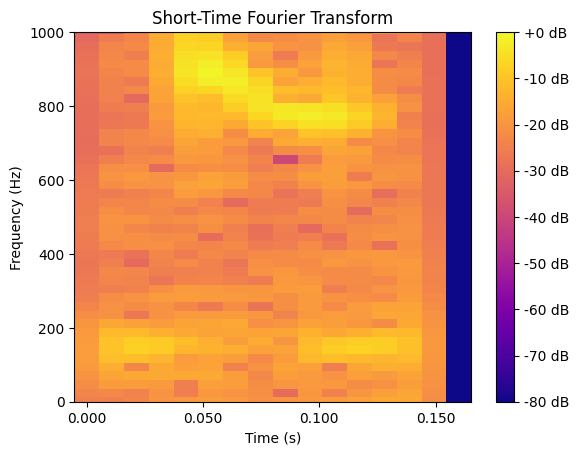 Short-Time Fourier Transform
1000
800
600
400
200
0
Frequency (Hz)
0.000
0.050
0.100
0.150
Time (s)
+0 dB
-10 dB
-20 dB
-30 dB
-40 dB
-50 dB
-60 dB
-70 dB
-80 dB